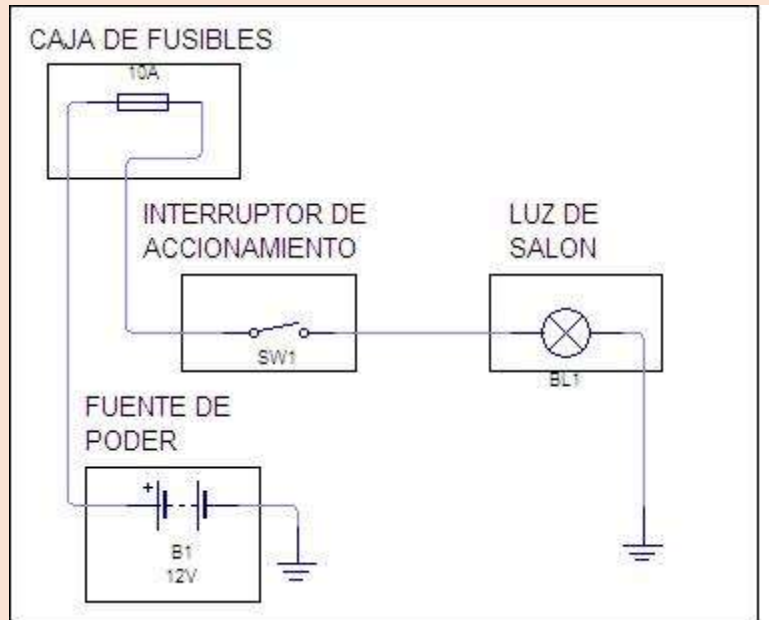 CAJA DE FUSIBLES
10A
INTERRUPTOR DE
ACCIONAMIENTO
SW1
LUZ DE
SALON
BL1
FUENTE DE
PODER
+
B1
12V